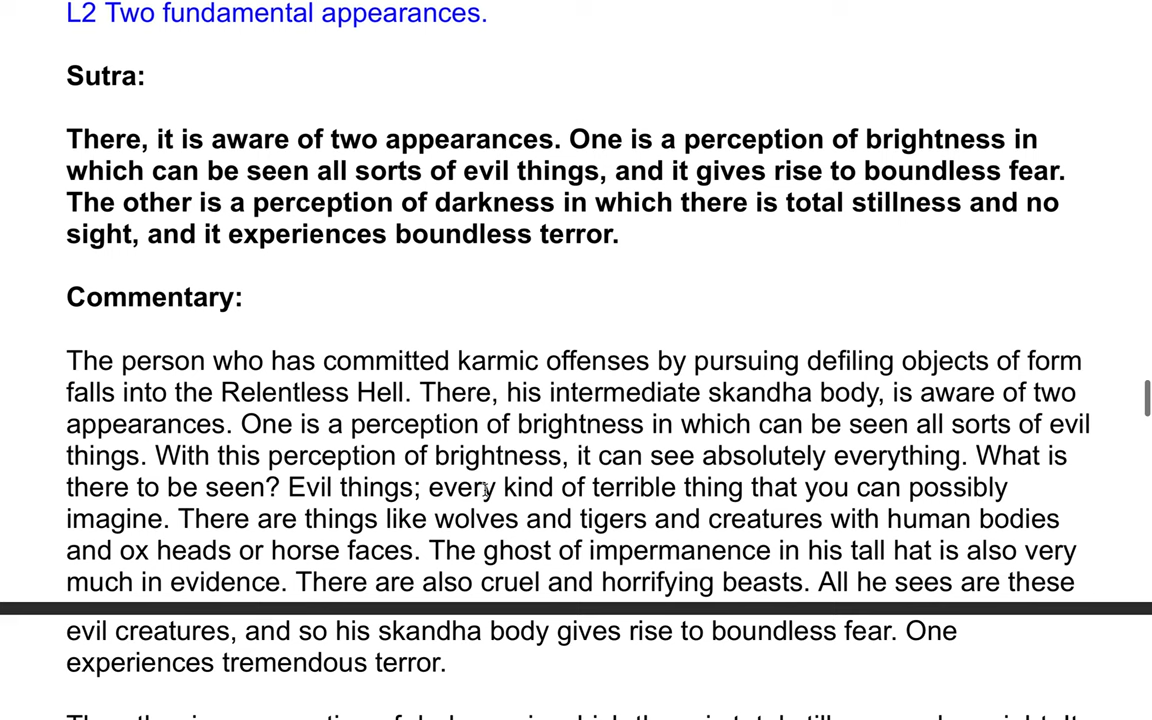 L2 Two fundamental appearances.
Sutra:
There, it is aware of two appearances. One is a perception of brightness in
which can be seen all sorts of evil things, and it gives rise to boundless fear.
The other is a perception of darkness in which there is total stillness and no
sight, and it experiences boundless terror.
Commentary:
The person who has committed karmic offenses by pursuing defiling objects of form
falls into the Relentless Hell. There, his intermediate skandha body, is aware of two
appearances. One is a perception of brightness in which can be seen all sorts of evil
things. With this perception of brightness, it can see absolutely everything. What is
there to be seen? Evil things; every kind of terrible thing that you can possibly
imagine. There are things like wolves and tigers and creatures with human bodies
and ox heads or horse faces. The ghost of impermanence in his tall hat is also very
much in evidence. There are also cruel and horrifying beasts. All he sees are these
evil creatures, and so his skandha body gives rise to boundless fear. One
experiences tremendous terror.